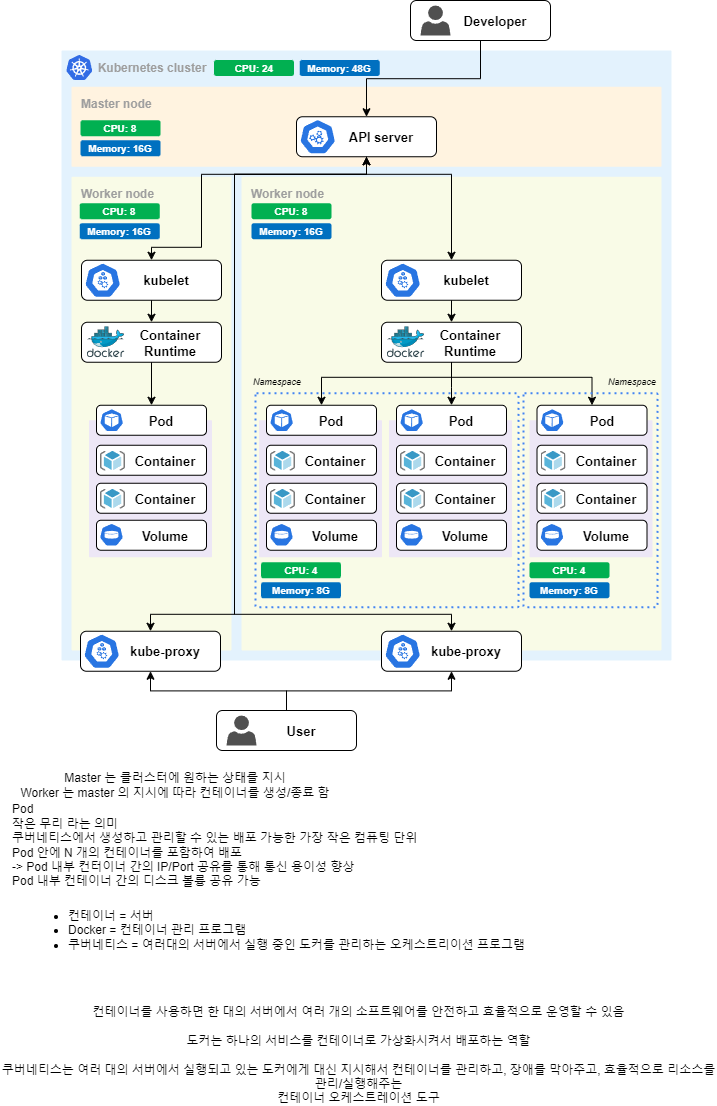 Developer
Kubernetes cluster
CPU: 24
Memory: 48G
Master node
CPU: 8
Memory: 16G
API server
Worker node
CPU: 8
Memory: 16G
Worker node
CPU: 8
Memory: 16G
kubelet
kubelet
docker
Container
Runtime
docker
Container
Runtime
Namespace
Namespace
Pod
Pod
Pod
Pod
Container
Container
Container
Container
Container
Container
Container
Container
Volume
Volume
Volume
Volume
CPU: 4
Memory: 8G
CPU: 4
Memory: 8G
kube-proxy
kube-proxy
User
Master 는 클러스터에 원하는 상태를 지시
Worker 는 master 의 지시에 따라 컨테이너를 생성/종료 함
Pod
작은 무리 라는 의미
쿠버네티스에서 생성하고 관리할 수 있는 배포 가능한 가장 작은 컴퓨팅 단위
Pod 안에 N 개의 컨테이너를 포함하여 배포
-> Pod 내부 컨터이너 간의 IP/Port 공유를 통해 통신 용이성 향상
Pod 내부 컨테이너 간의 디스크 볼륨 공유 가능
• 컨테이너 = 서버
• Docker = 컨테이너 관리 프로그램
• 쿠버네티스 = 여러대의 서버에서 실행 중인 도커를 관리하는 오케스트리이션 프로그램
컨테이너를 사용하면 한 대의 서버에서 여러 개의 소프트웨어를 안전하고 효율적으로 운영할 수 있음
도커는 하나의 서비스를 컨테이너로 가상화시켜서 배포하는 역할
쿠버네티스는 여러 대의 서버에서 실행되고 있는 도커에게 대신 지시해서 컨테이너를 관리하고, 장애를 막아주고, 효율적으로 리소스를
관리/실행해주는
컨테이너 오케스트레이션 도구